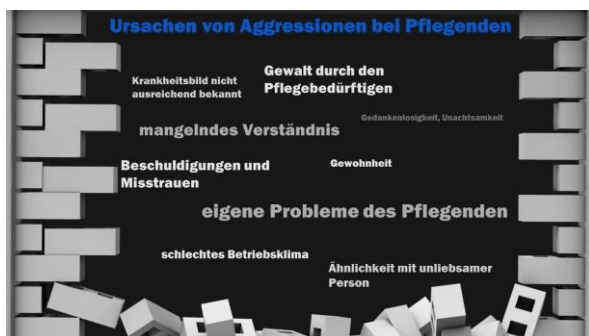 Ursachen von Aggressionen bei Pflegenden
Gewalt durch den
Pflegebedürftigen
Krankheitsbild nicht
ausreichend bekannt
Gedankenlosigkeit, Unachtsamkeit
mangelndes Verständnis
Beschuldigungen und
Misstrauen
Gewohnheit
eigene Probleme des Pflegenden
schlechtes Betriebsklima
Ähnlichkeit mit unliebsamer
Person